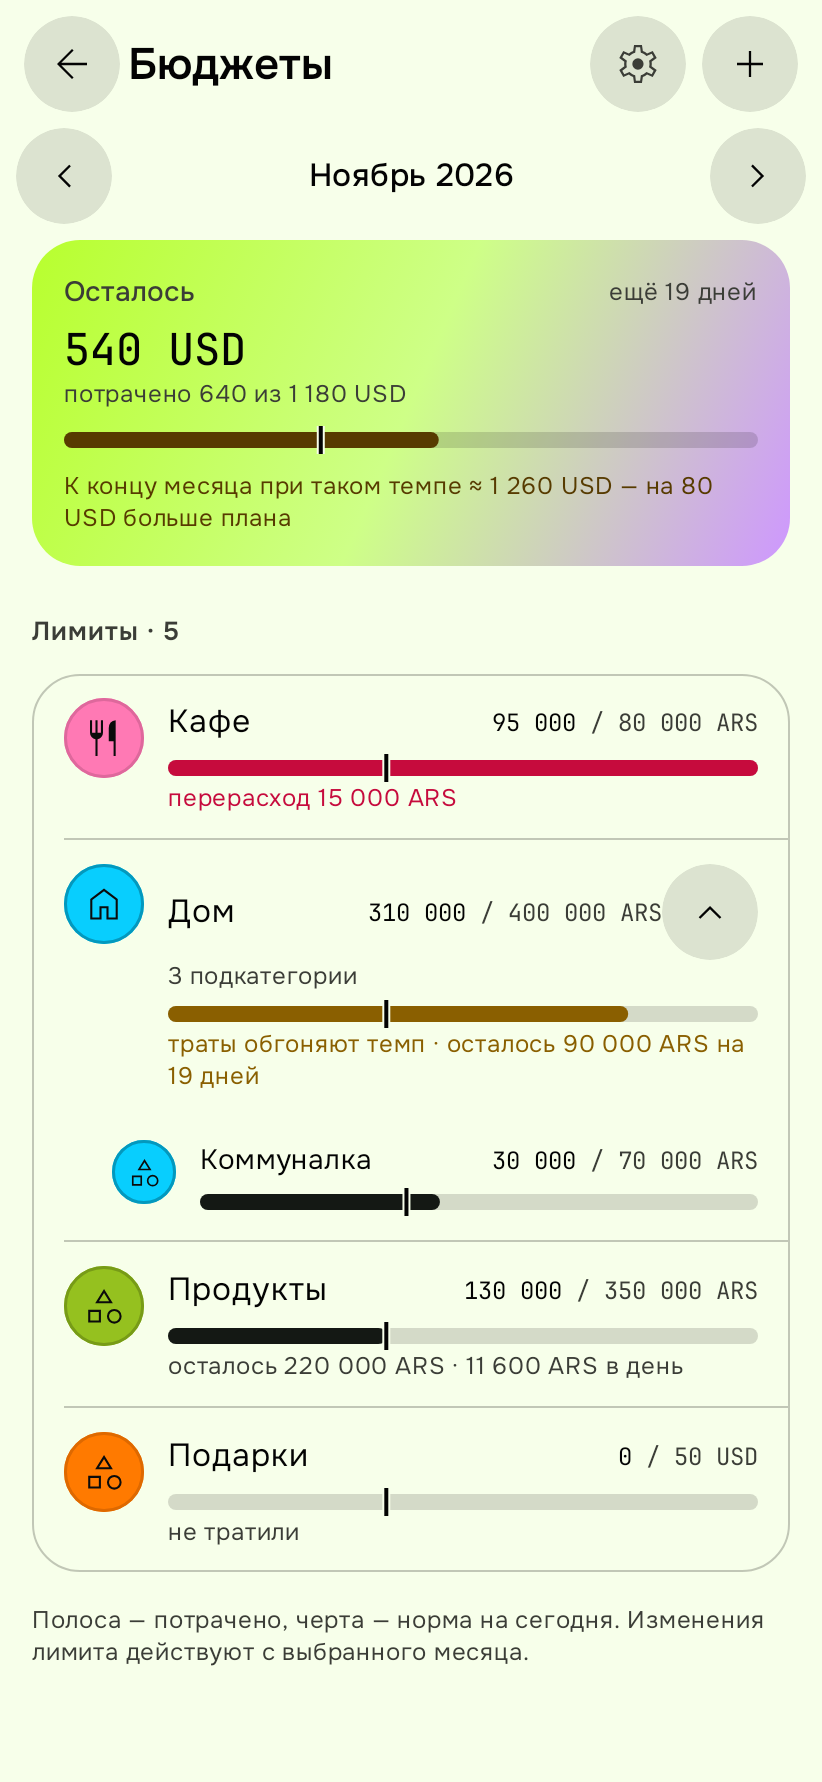 Бюджеты
Ноябрь 2026
Осталось
ещё 19 дней
540 USD
потрачено 640 из 1 180 USD
К концу месяца при таком темпе ≈ 1 260 USD — на 80
USD больше плана
Лимиты · 5
Кафе
95 000 / 80 000 ARS
перерасход 15 000 ARS
Дом
310 000 / 400 000 ARS
3 подкатегории
траты обгоняют темп · осталось 90 000 ARS на
19 дней
Коммуналка
30 000 / 70 000 ARS
Продукты
130 000 / 350 000 ARS
осталось 220 000 ARS · 11 600 ARS в день
Подарки
0 / 50 USD
не тратили
Полоса — потрачено, черта — норма на сегодня. Изменения
лимита действуют с выбранного месяца.